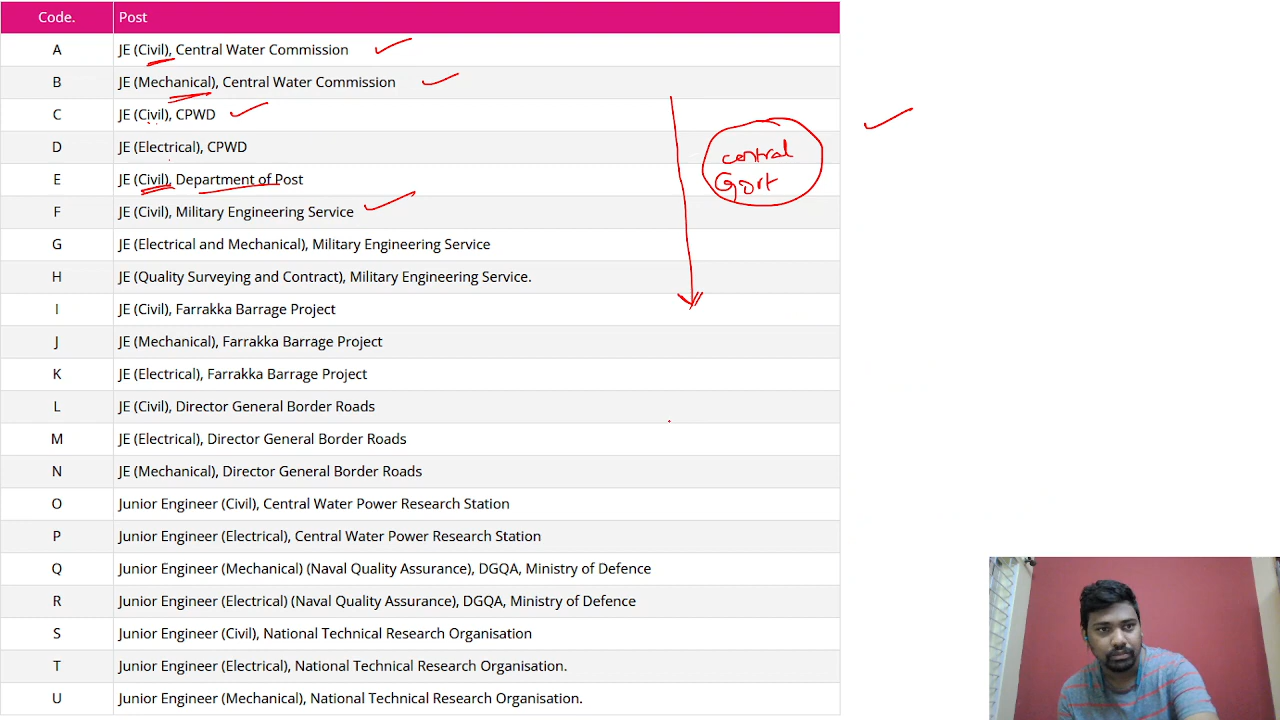 Code. Post
A JE (Civil), Central Water Commission
B JE (Mechanical), Central Water Commission
C JE (Civil), CPWD
D JE (Electrical), CPWD
E JE (Civil), Department of Post
F JE (Civil), Military Engineering Service
G JE (Electrical and Mechanical), Military Engineering Service
H JE (Quality Surveying and Contract), Military Engineering Service.
I JE (Civil), Farrakka Barrage Project
J JE (Mechanical), Farrakka Barrage Project
K JE (Electrical), Farrakka Barrage Project
L JE (Civil), Director General Border Roads
M JE (Electrical), Director General Border Roads
N JE (Mechanical), Director General Border Roads
O Junior Engineer (Civil), Central Water Power Research Station
P Junior Engineer (Electrical), Central Water Power Research Station
Q Junior Engineer (Mechanical) (Naval Quality Assurance), DGQA, Ministry of Defence
R Junior Engineer (Electrical) (Naval Quality Assurance), DGQA, Ministry of Defence
S Junior Engineer (Civil), National Technical Research Organisation
T Junior Engineer (Electrical), National Technical Research Organisation.
U Junior Engineer (Mechanical), National Technical Research Organisation.
central
Govt